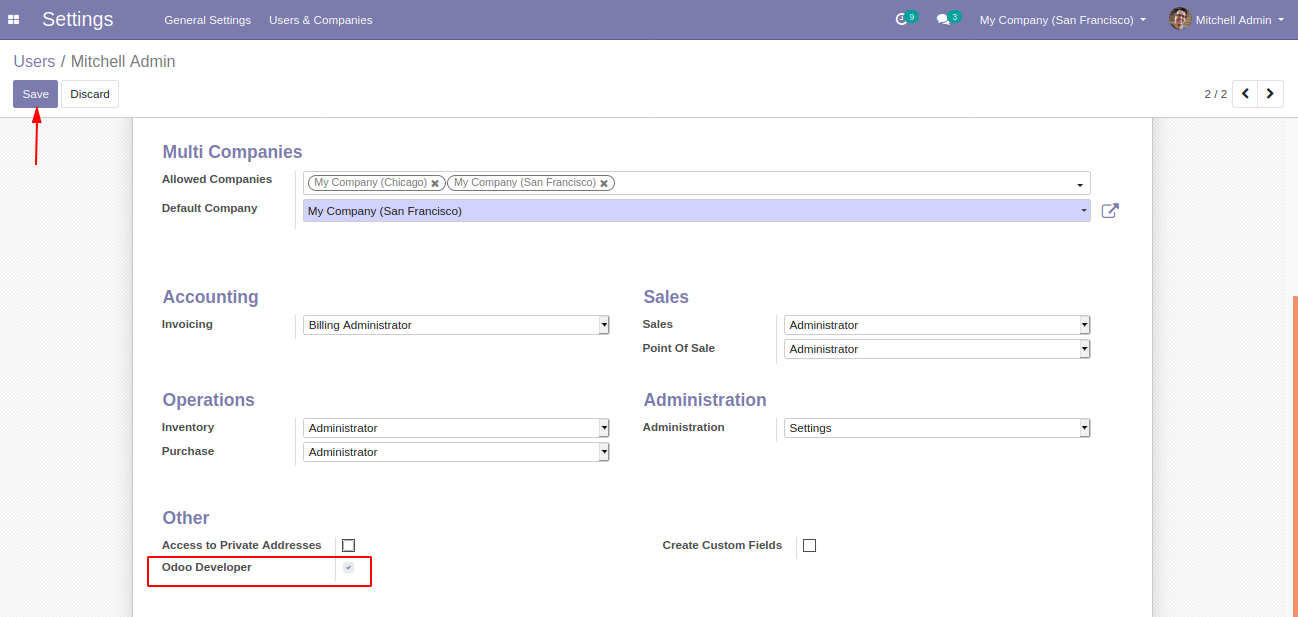 Settings General Settings Users & Companies 9 3 My Company (San Francisco) Mitchell Admin
Users / Mitchell Admin
Save Discard 2 / 2
Multi Companies
Allowed Companies My Company (Chicago) My Company (San Francisco)
Default Company My Company (San Francisco)
Accounting Sales
Invoicing Billing Administrator Sales Administrator
Point Of Sale Administrator
Operations Administration
Inventory Administrator Administration Settings
Purchase Administrator
Other
Access to Private Addresses Create Custom Fields
Odoo Developer